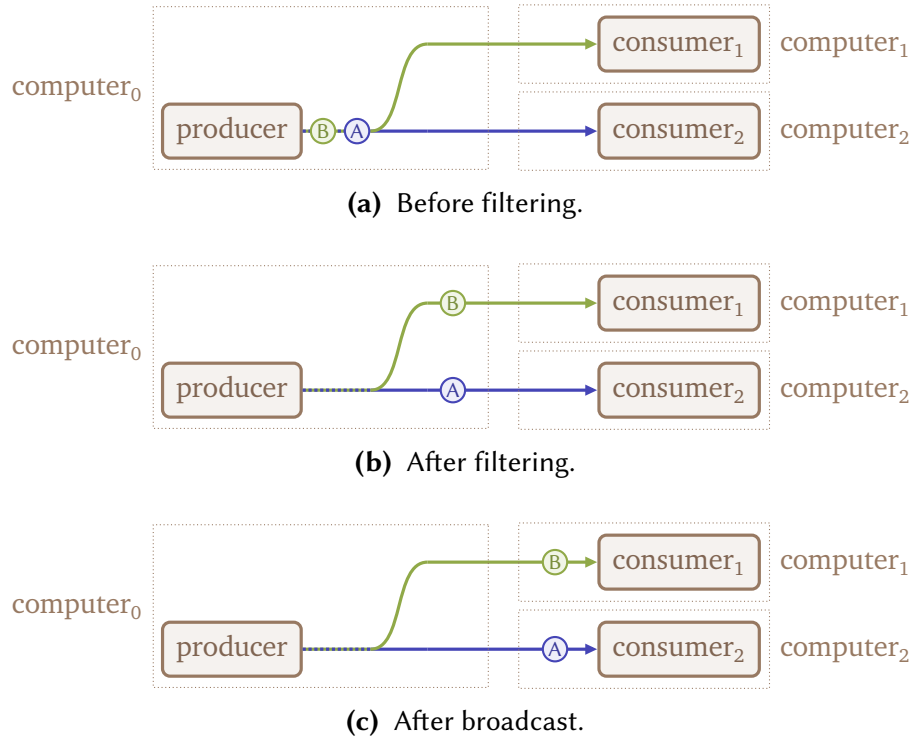 consumer₁ computer₁
computer₀
producer B A consumer₂ computer₂
(a) Before filtering.
B consumer₁ computer₁
computer₀
producer A consumer₂ computer₂
(b) After filtering.
B consumer₁ computer₁
computer₀
producer A consumer₂ computer₂
(c) After broadcast.